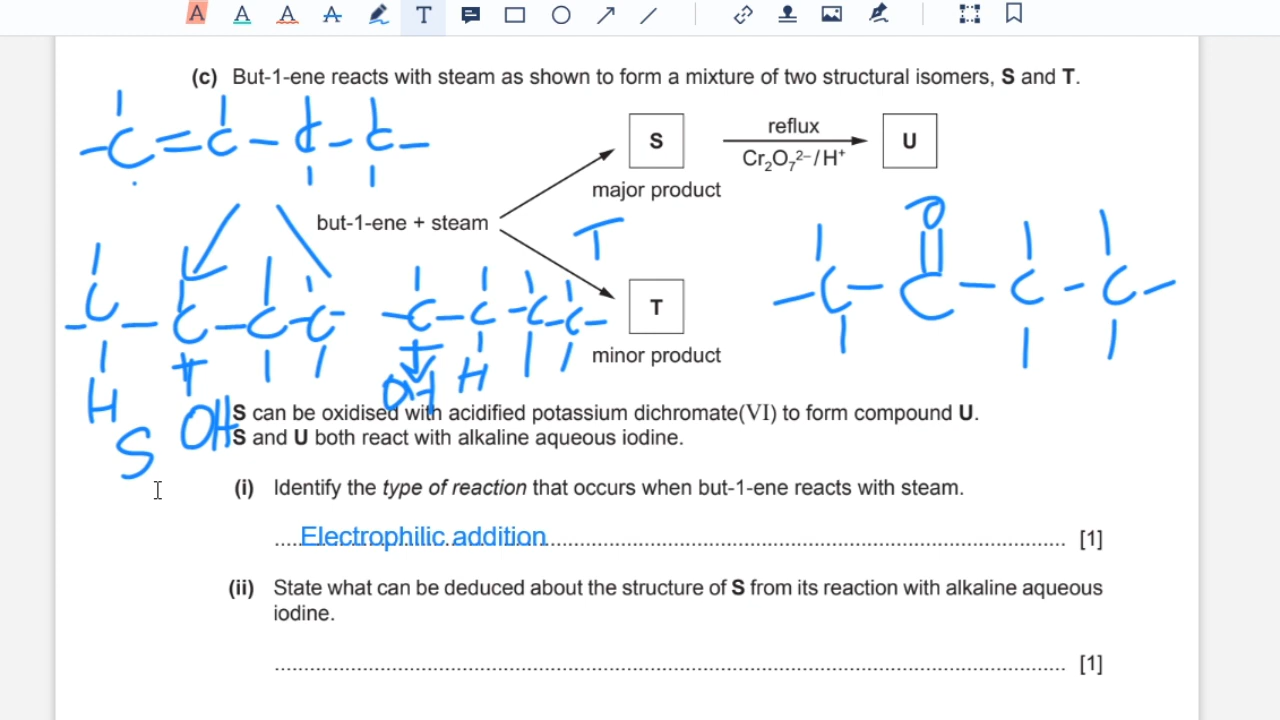 A A A A T
(c) But-1-ene reacts with steam as shown to form a mixture of two structural isomers, S and T.
C = C - C - C
S
reflux
Cr₂O₇²⁻/H⁺
U
major product
but-1-ene + steam
T
O
C - C - C - C
C - C - C - C
C - C - C - C
T
minor product
H
OH
OH
H
S
S can be oxidised with acidified potassium dichromate(VI) to form compound U.
S and U both react with alkaline aqueous iodine.
(i) Identify the type of reaction that occurs when but-1-ene reacts with steam.
Electrophilic addition [1]
(ii) State what can be deduced about the structure of S from its reaction with alkaline aqueous
iodine.
[1]